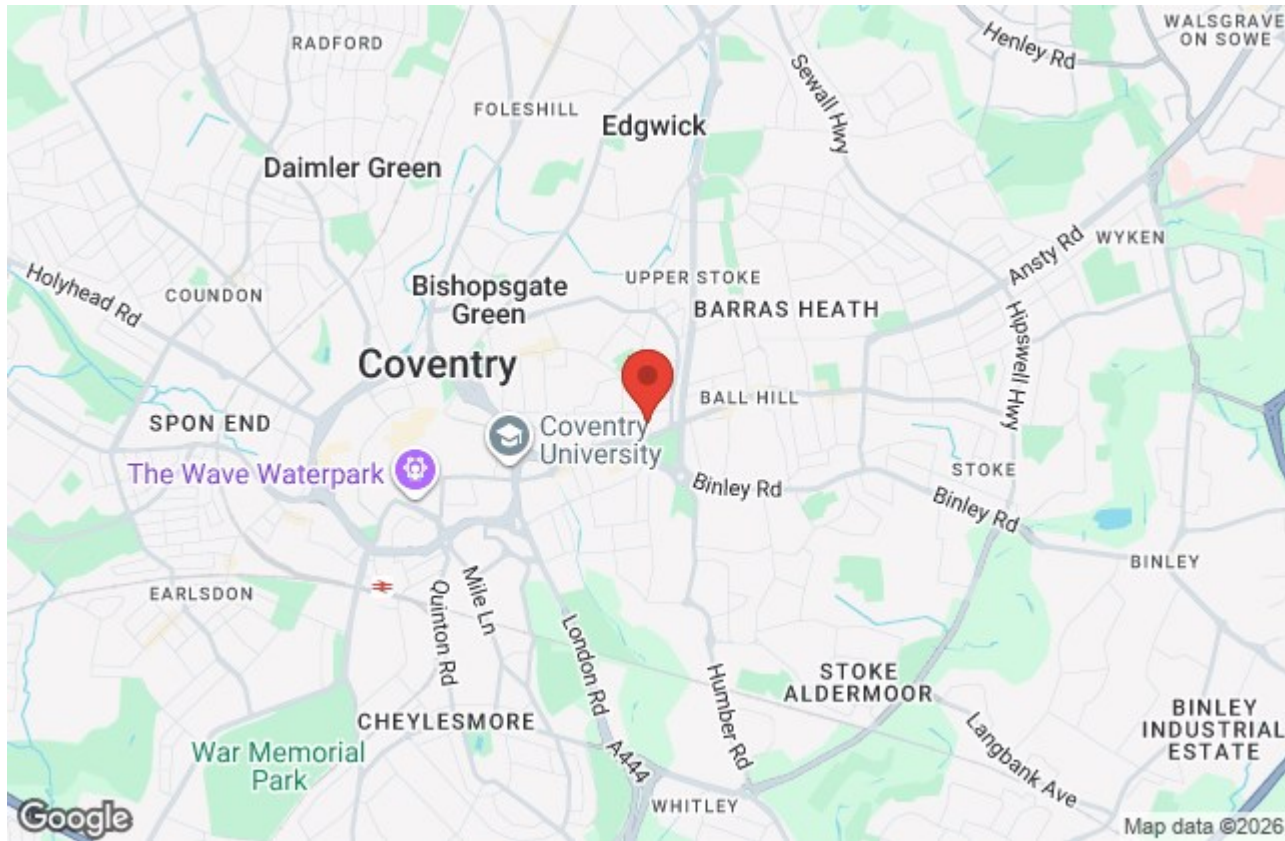 WALSGRAVE
ON SOWE
RADFORD
Henley Rd
Sewall Hwy
FOLESHILL
Edgwick
Daimler Green
Ansty Rd
WYKEN
Holyhead Rd
COUNDON
Bishopsgate
Green
UPPER STOKE
BARRAS HEATH
Hipswell Hwy
Coventry
BALL HILL
SPON END
Coventry
University
The Wave Waterpark
STOKE
Binley Rd
Binley Rd
BINLEY
EARLSDON
Quinton Rd
Mile Ln
London Rd
Humber Rd
STOKE
ALDERMOOR
CHEYLESMORE
Langbank Ave
BINLEY
INDUSTRIAL
ESTATE
War Memorial
Park
A444
WHITLEY
Google
Map data ©2026